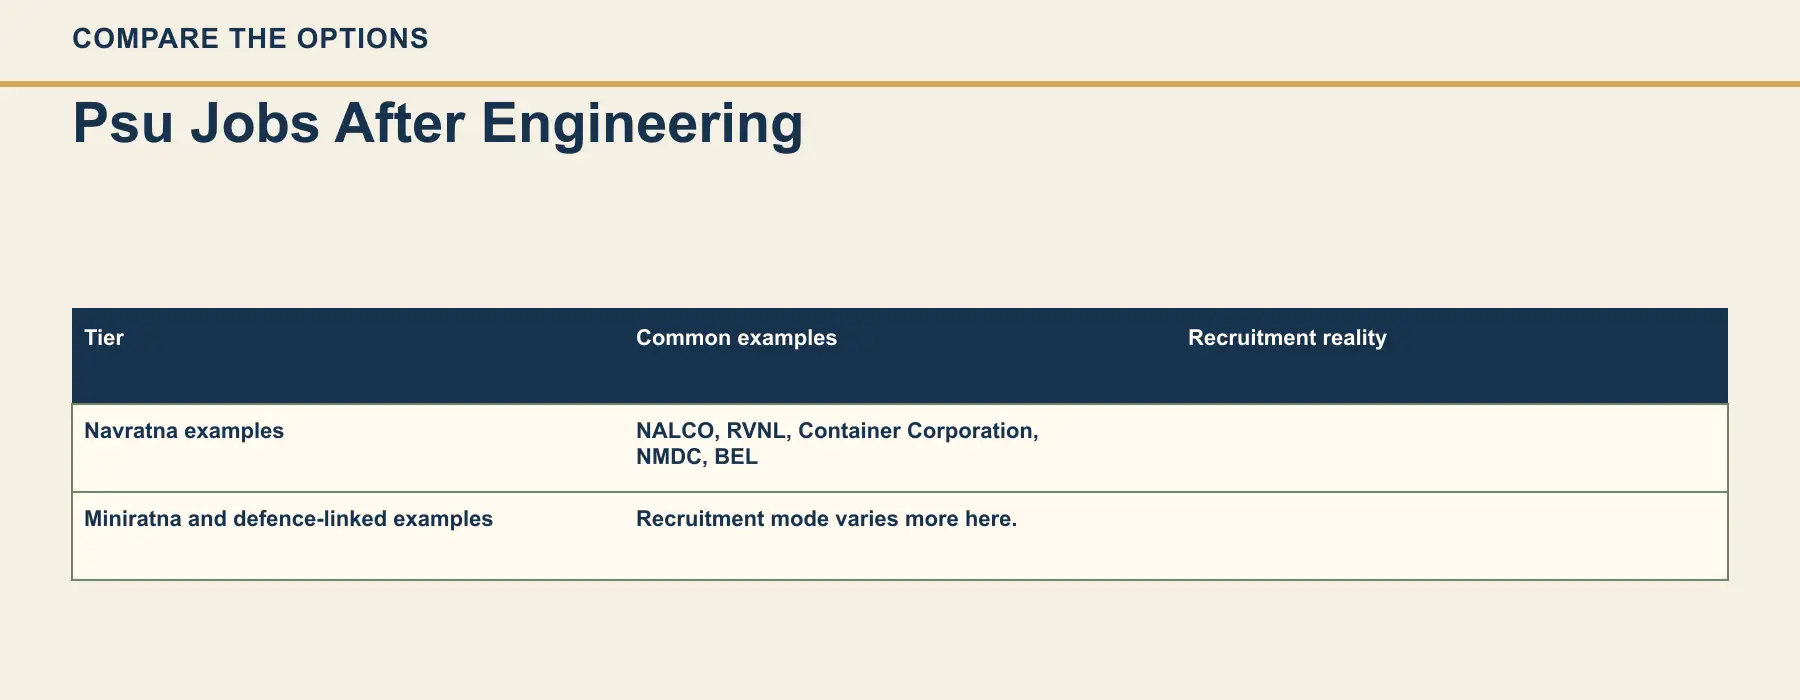 COMPARE THE OPTIONS
Psu Jobs After Engineering
Tier
Common examples
Recruitment reality
Navratna examples
NALCO, RVNL, Container Corporation,
NMDC, BEL
Miniratna and defence-linked examples
Recruitment mode varies more here.